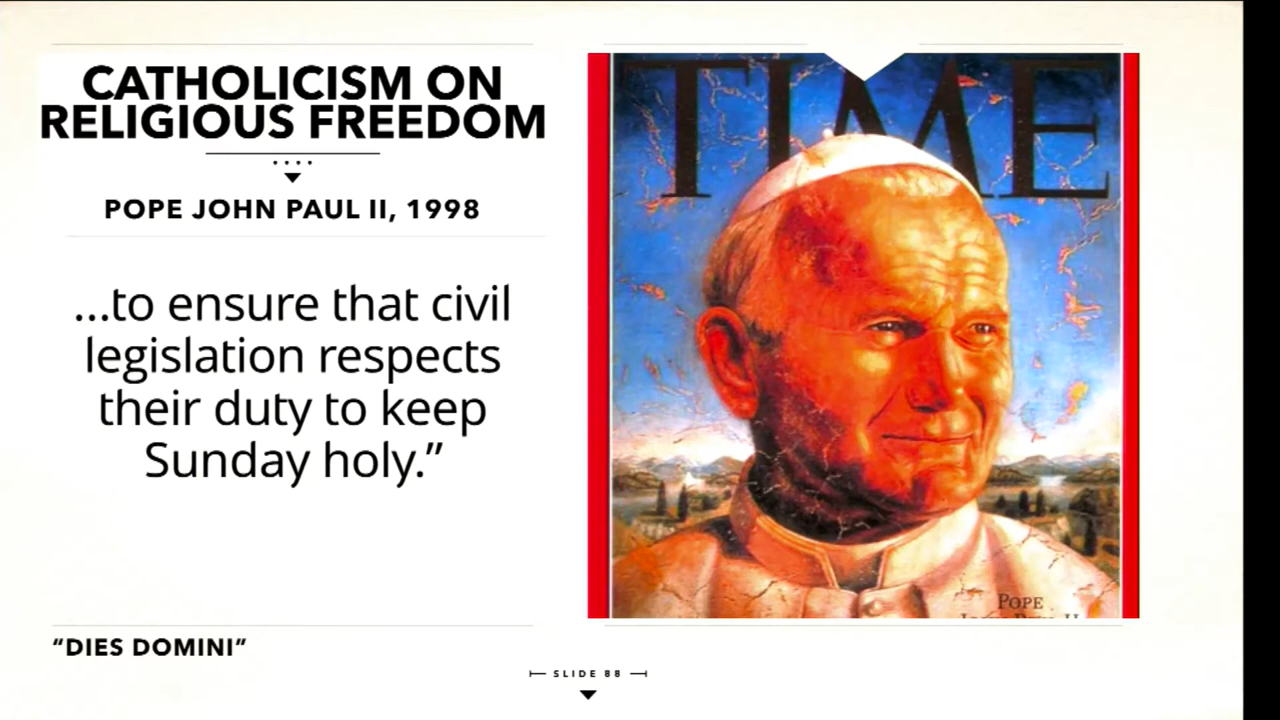 CATHOLICISM ON
RELIGIOUS FREEDOM
POPE JOHN PAUL II, 1998
...to ensure that civil
legislation respects
their duty to keep
Sunday holy.”
“DIES DOMINI”
SLIDE 88
TIME
POPE